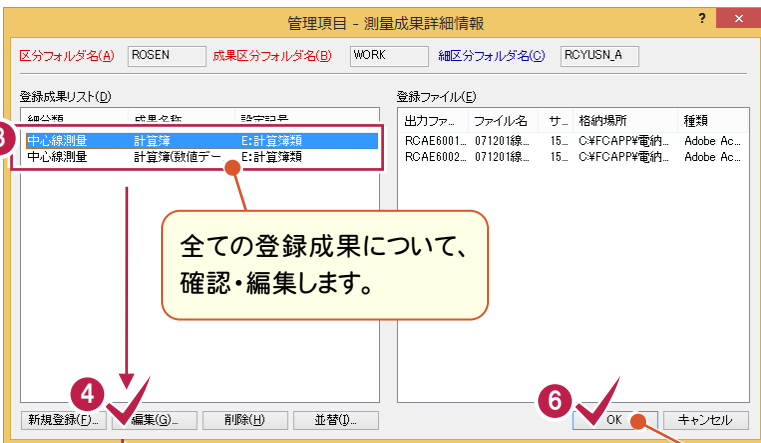 管理項目 - 測量成果詳細情報 ? ×
区分フォルダ名(A) ROSEN 成果区分フォルダ名(B) WORK 細区分フォルダ名(C) RCYUSN_A
登録成果リスト(D) 登録ファイル(E)
細分類 成果名称 設定記号
出力ファ... ファイル名 サ... 格納場所 種類
中心線測量 計算簿 E:計算簿類
中心線測量 計算簿(数値デー... E:計算簿類
RCAE6001... 071201線... 15... C:¥FCAPP¥電納... Adobe Ac...
RCAE6002... 071201線... 15... C:¥FCAPP¥電納... Adobe Ac...
全ての登録成果について、
確認・編集します。
4 6
新規登録(F)... 編集(G)... 削除(H) 並替(I)... OK キャンセル